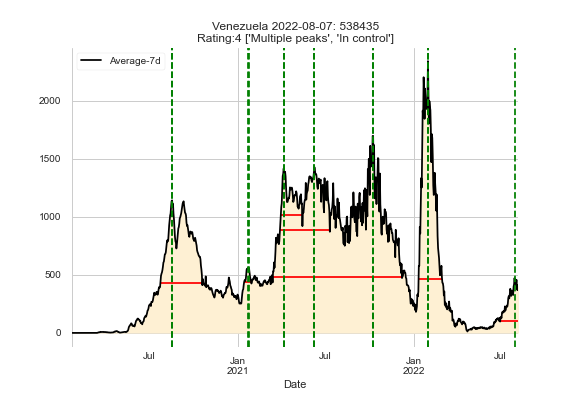 Venezuela 2022-08-07: 538435
Rating:4 ['Multiple peaks', 'In control']
Average-7d
2000
1500
1000
500
0
Jul
Jan
2021
Jul
Jan
2022
Jul
Date